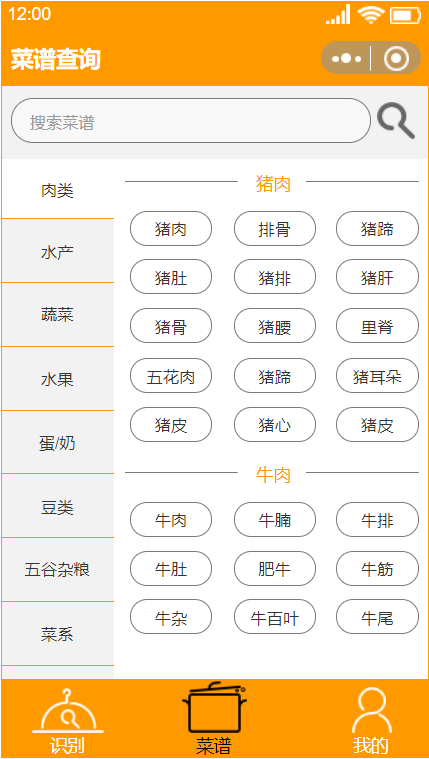 12:00
菜谱查询
搜索菜谱
肉类
水产
蔬菜
水果
蛋/奶
豆类
五谷杂粮
菜系
猪肉
猪肉 排骨 猪蹄
猪肚 猪排 猪肝
猪骨 猪腰 里脊
五花肉 猪蹄 猪耳朵
猪皮 猪心 猪皮
牛肉
牛肉 牛腩 牛排
牛肚 肥牛 牛筋
牛杂 牛百叶 牛尾
识别 菜谱 我的